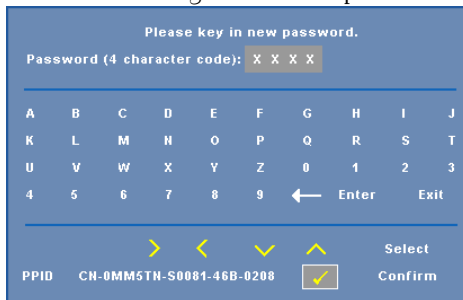 Please key in new password.
Password (4 character code): X X X X
A B C D E F G H I J
K L M N O P Q R S T
U V W X Y Z 0 1 2 3
4 5 6 7 8 9 ← Enter Exit
Select
PPID CN-0MM5TN-S0081-46B-0208 ✓ Confirm